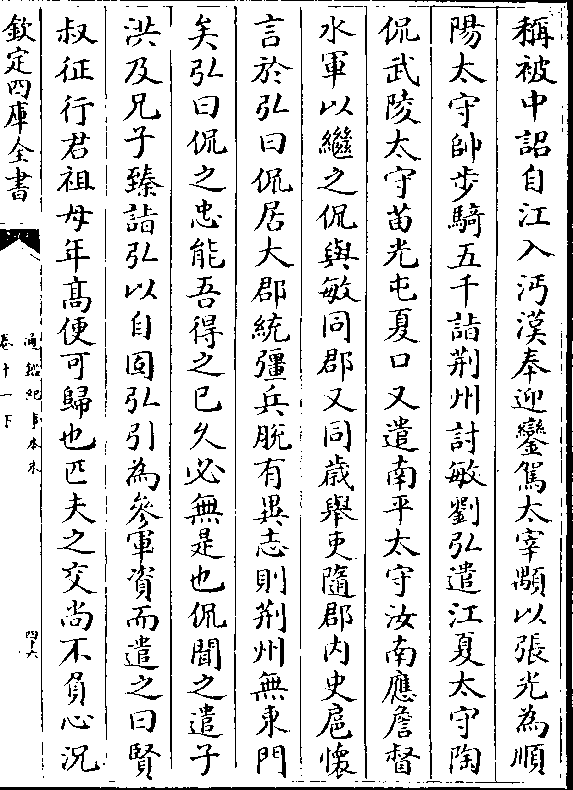 稱被中詔自江入沔漢奉迎鑾駕太宰顒以張光為順
陽太守帥步騎五千詣荆州討敏劉弘遣江夏太守陶
侃武陵太守苗光屯夏口又遣南平太守汝南應詹督
水軍以繼之侃與敏同郡又同歲舉吏隨郡内史扈懷
言於弘曰侃居大郡統彊兵脱有異志則荆州無東門
矣弘曰侃之忠能吾得之已久必無是也侃聞之遣子
洪及兄子臻詣弘以自固弘引為參軍資而遣之曰賢
叔征行君祖母年髙便可歸也匹夫之交尚不負心況
欽定四庫全書
通鑑紀事本末
卷十一下
四十六